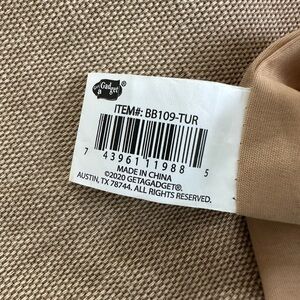 Get
a
Gadget
ITEM#: BB109-TUR
7 43961 11988 5
MADE IN CHINA
©2020 GETAGADGET®.
AUSTIN, TX 78744. ALL RIGHTS RESERVED.